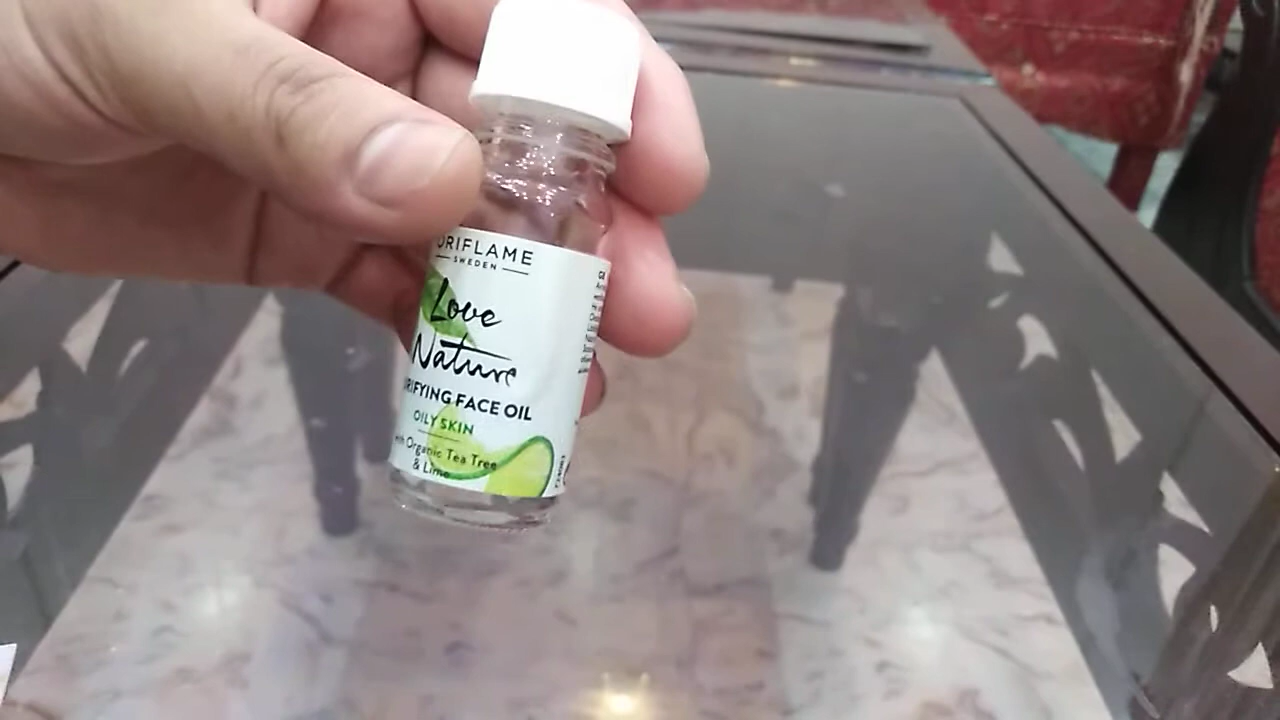 ORIFLAME
SWEDEN
Love
Nature
RIFYING FACE OIL
OILY SKIN
with Organic Tea Tree
& Lime